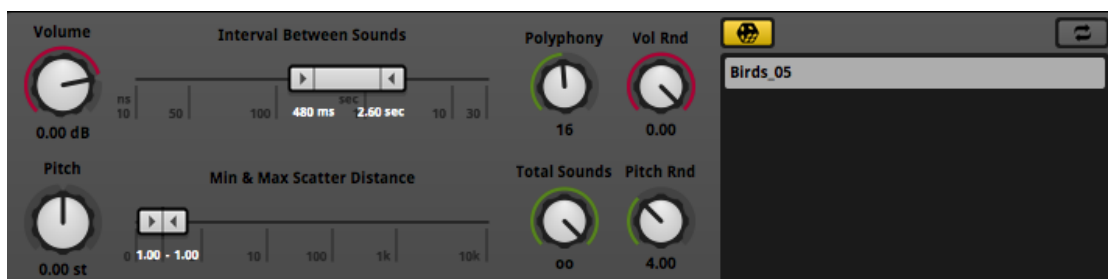 Volume
Interval Between Sounds
Polyphony
Vol Rnd
Birds_05
10 50 100 480 ms sec 2.60 sec 10 30
0.00 dB
16
0.00
Pitch
Min & Max Scatter Distance
Total Sounds
Pitch Rnd
0 1.00 - 1.00 10 100 1k 10k
0.00 st
oo
4.00